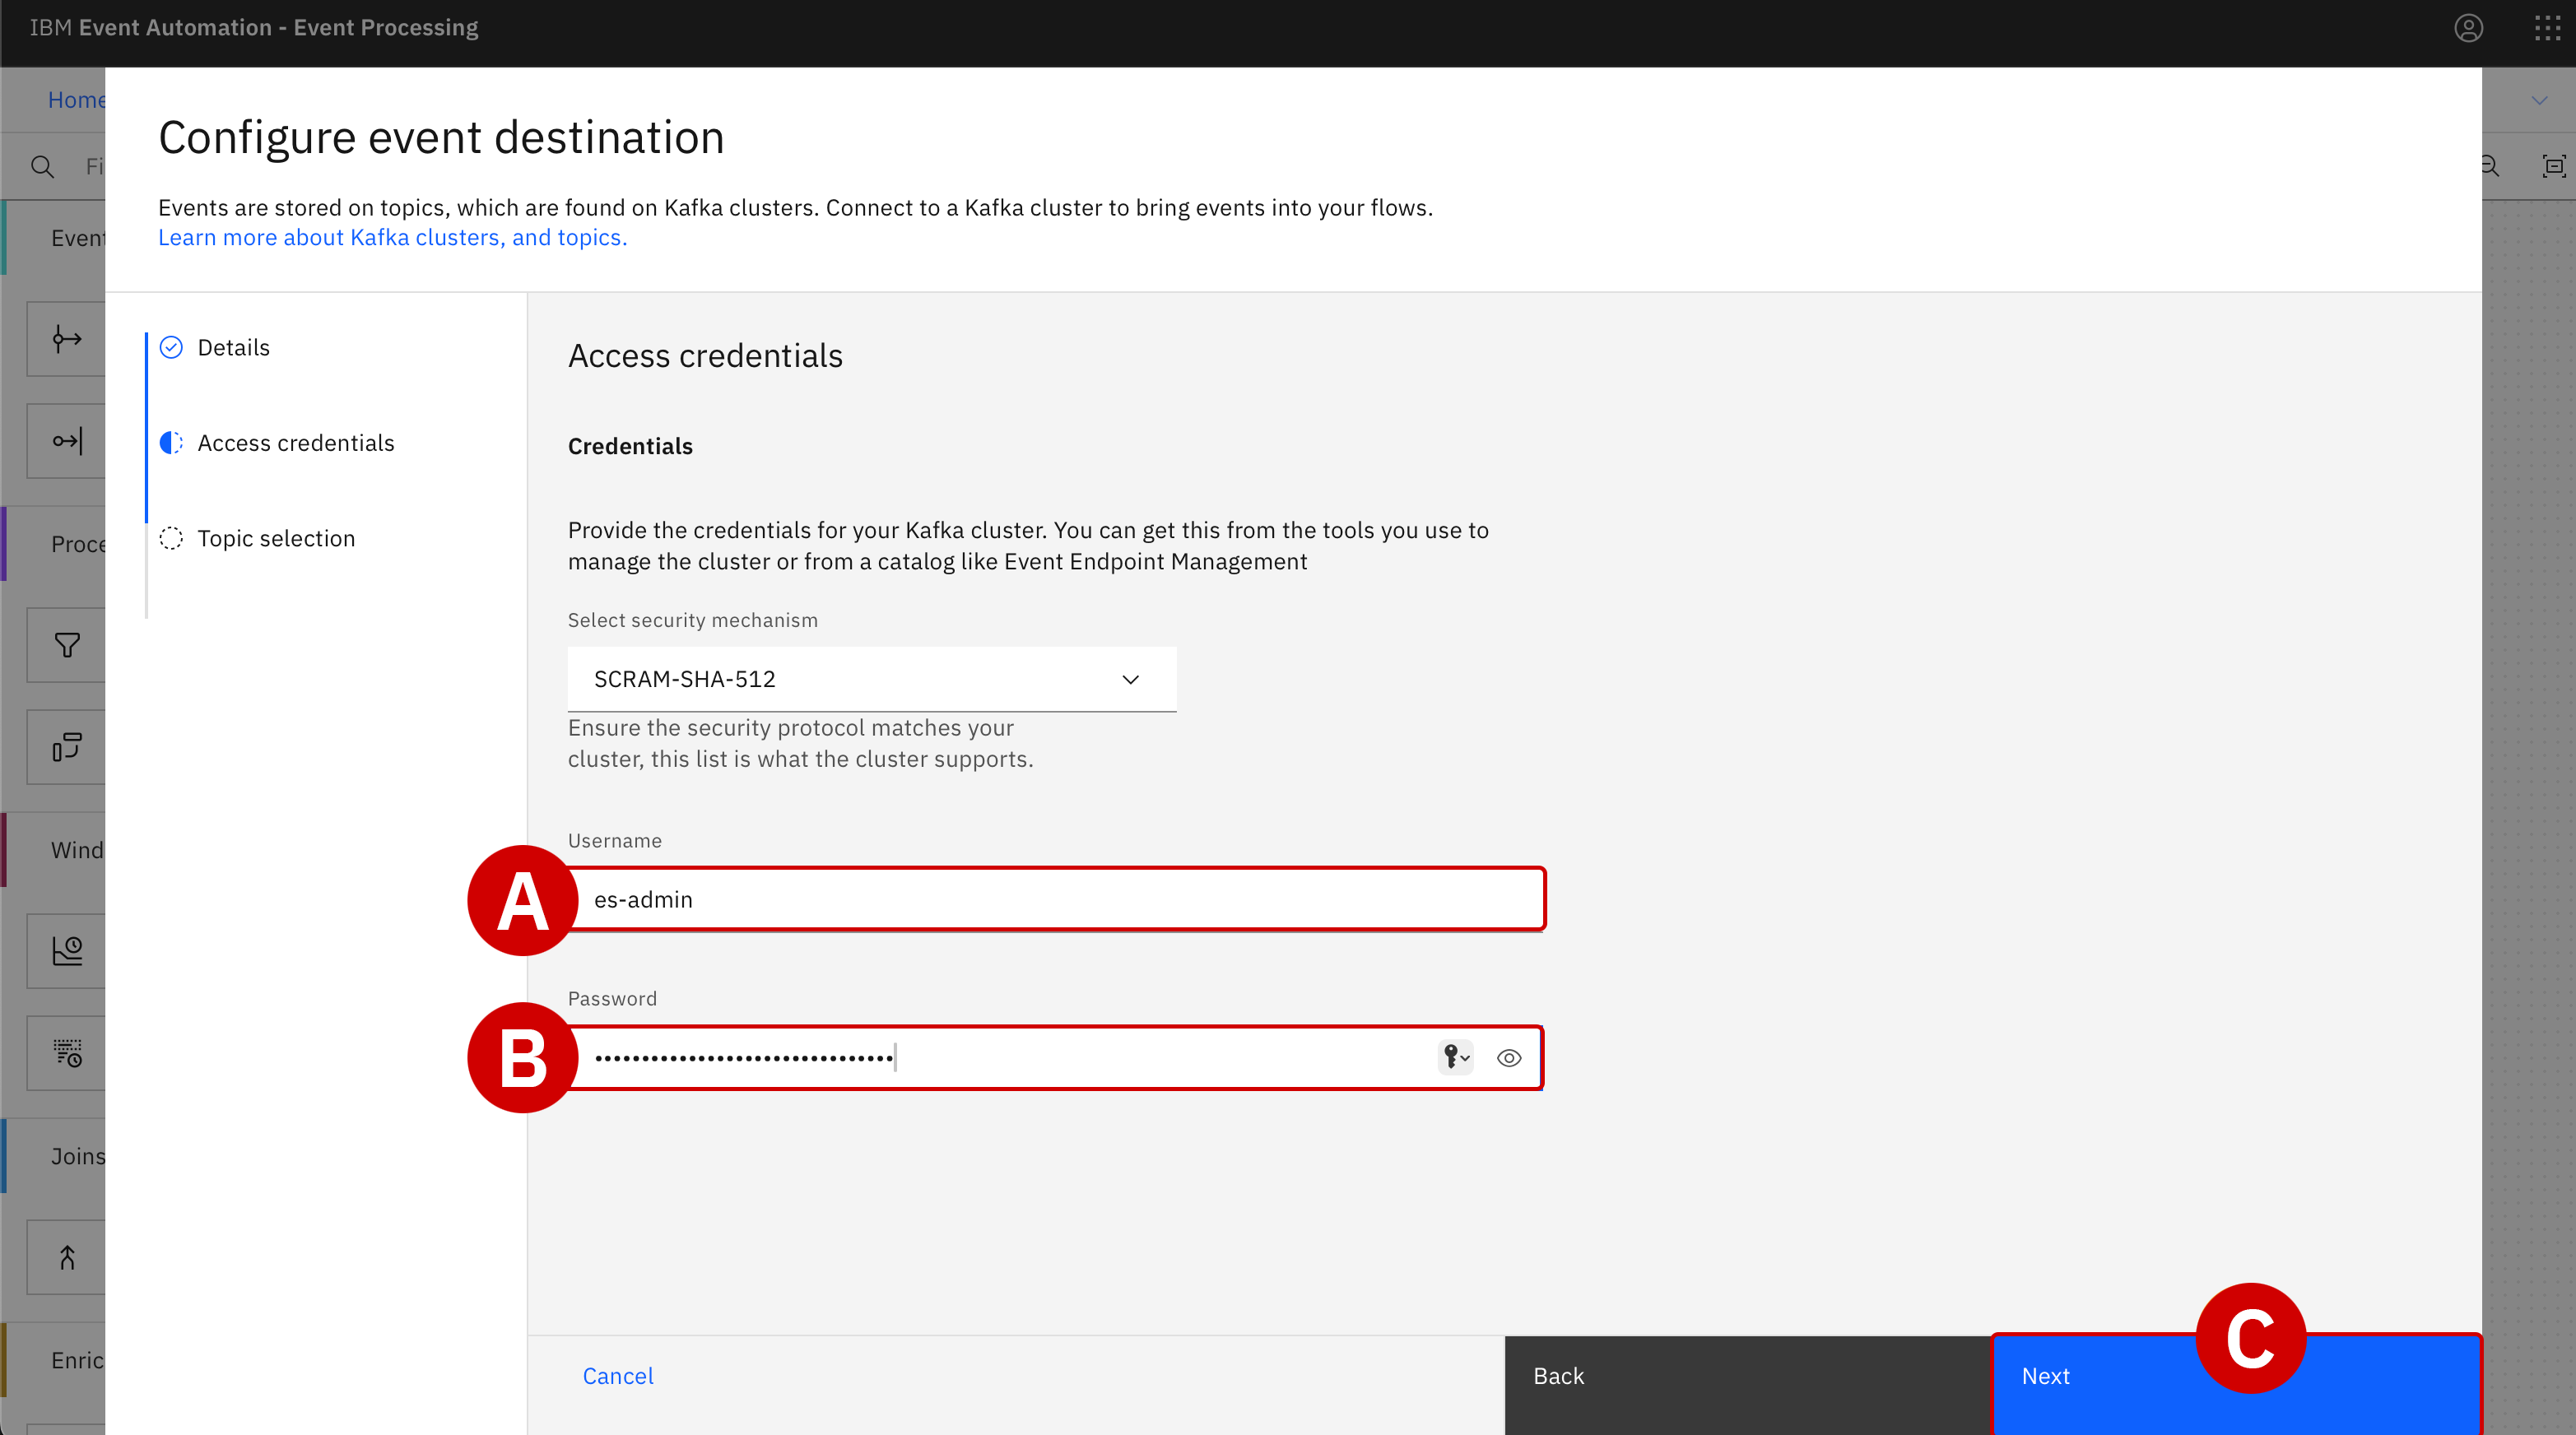 IBM Event Automation - Event Processing
Home
Configure event destination
Events are stored on topics, which are found on Kafka clusters. Connect to a Kafka cluster to bring events into your flows.
Learn more about Kafka clusters, and topics.
Fi
Event
Proce
Wind
Joins
Enric
Details
Access credentials
Topic selection
Access credentials
Credentials
Provide the credentials for your Kafka cluster. You can get this from the tools you use to
manage the cluster or from a catalog like Event Endpoint Management
Select security mechanism
SCRAM-SHA-512
Ensure the security protocol matches your
cluster, this list is what the cluster supports.
Username
A
es-admin
Password
B
••••••••••••••••••••••••••••••••
Cancel
Back
Next
C